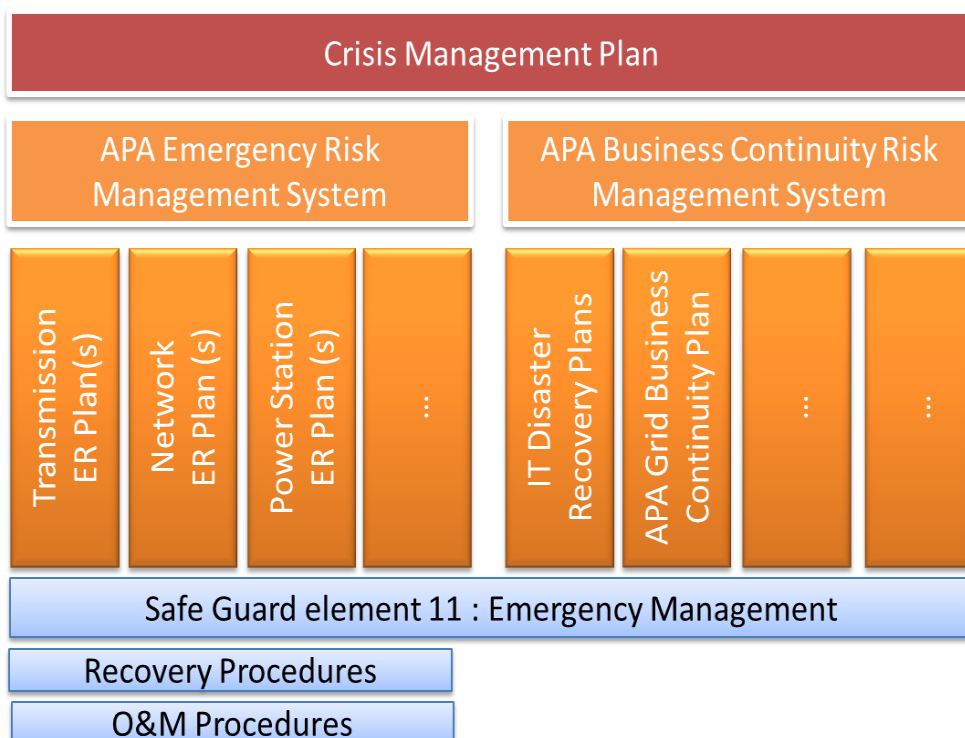 Crisis Management Plan
APA Emergency Risk
Management System
APA Business Continuity Risk
Management System
Transmission
ER Plan(s)
Network
ER Plan (s)
Power Station
ER Plan (s)
...
IT Disaster
Recovery Plans
APA Grid Business
Continuity Plan
...
...
Safe Guard element 11 : Emergency Management
Recovery Procedures
O&M Procedures